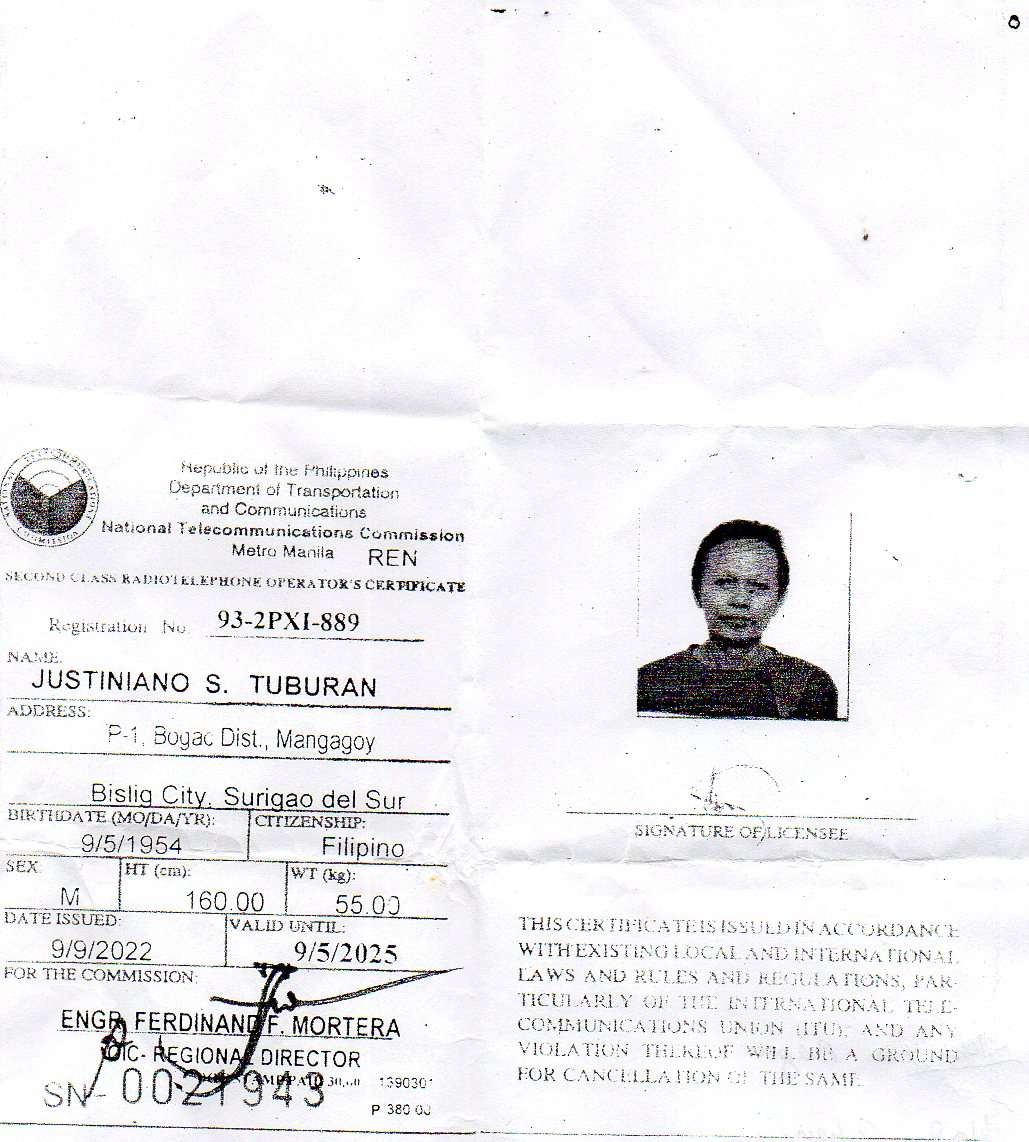 Republic of the Philippines
Department of Transportation
and Communications
National Telecommunications Commission
Metro Manila REN
SECOND CLASS RADIOTELEPHONE OPERATOR'S CERTIFICATE
Registration No. 93-2PXI-889
NAME:
JUSTINIANO S. TUBURAN
ADDRESS:
P-1, Bogac Dist., Mangagoy
Bislig City, Surigao del Sur
BIRTHDATE (MO/DA/YR): CITIZENSHIP:
9/5/1954 Filipino
SEX: HT (cm): WT (kg):
M 160.00 55.00
DATE ISSUED: VALID UNTIL:
9/9/2022 9/5/2025
FOR THE COMMISSION:
ENGR. FERDINAND F. MORTERA
OIC- REGIONAL DIRECTOR
1390301
SN- 0021943
P 380.00
SIGNATURE OF LICENSEE
THIS CERTIFICATE IS ISSUED IN ACCORDANCE
WITH EXISTING LOCAL AND INTERNATIONAL
LAWS AND RULES AND REGULATIONS, PAR-
TICULARLY OF THE INTERNATIONAL TELE-
COMMUNICATIONS UNION (ITU), AND ANY
VIOLATION THEREOF WILL BE A GROUND
FOR CANCELLATION OF THE SAME.